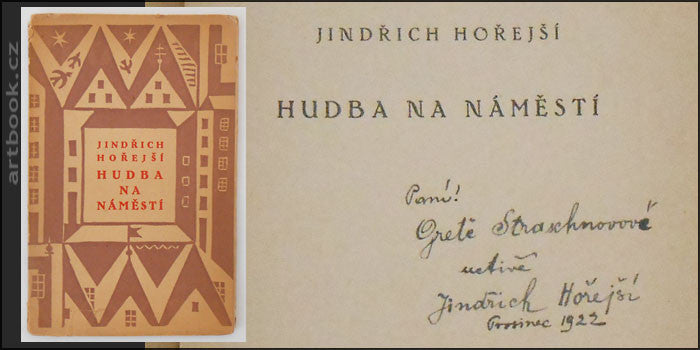 artbook.cz
JINDŘICH
HOŘEJŠÍ
HUDBA
NA
NÁMĚSTÍ
JINDŘICH HOŘEJŠÍ
HUDBA NA NÁMĚSTÍ
Paní!
Gretě Straschnovové
uctivě
Jindřich Hořejší
Prosinec 1922